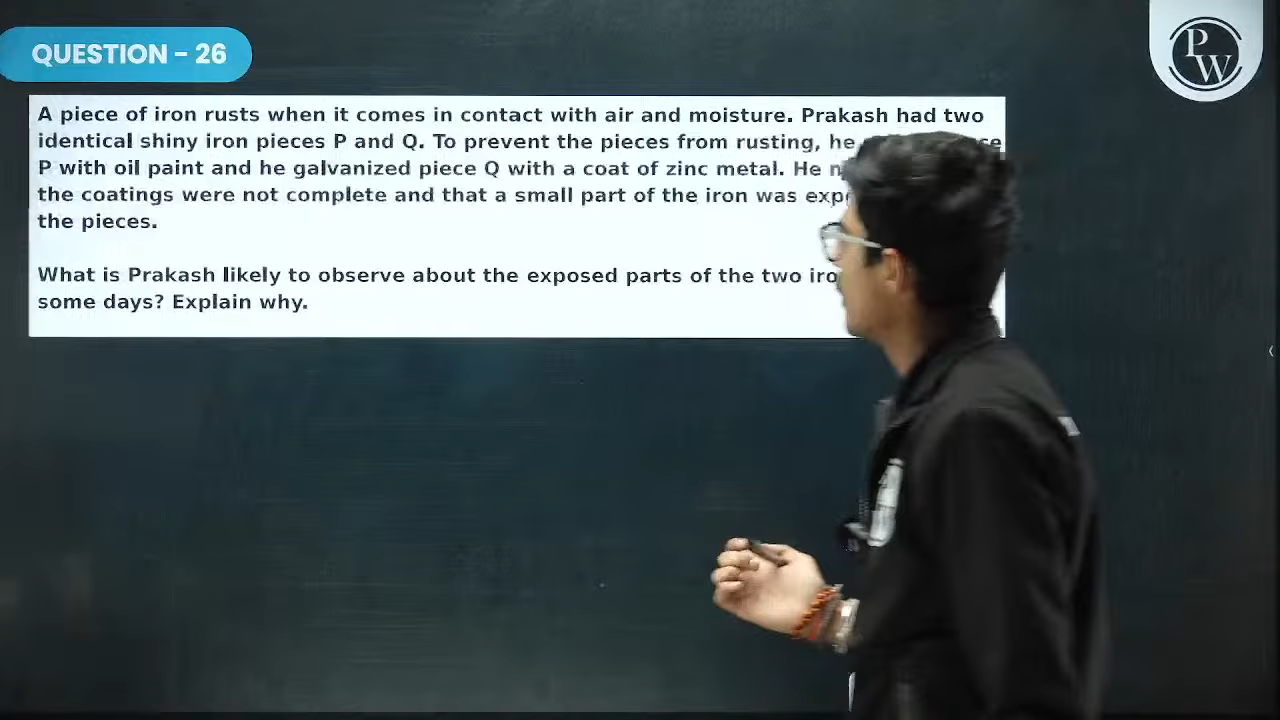 QUESTION - 26
PW
A piece of iron rusts when it comes in contact with air and moisture. Prakash had two
identical shiny iron pieces P and Q. To prevent the pieces from rusting, he
P with oil paint and he galvanized piece Q with a coat of zinc metal. He
the coatings were not complete and that a small part of the iron was
the pieces.
What is Prakash likely to observe about the exposed parts of the two
some days? Explain why.